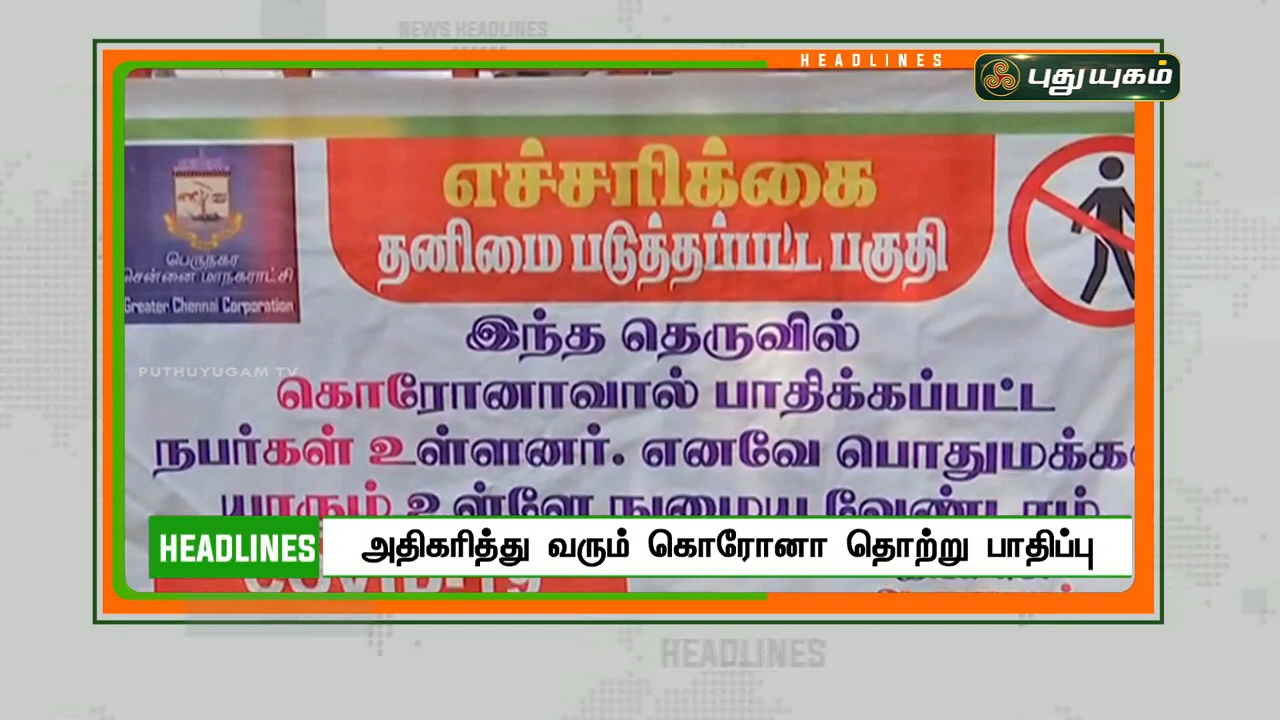 NEWS HEADLINES
HEADLINES
புதுயுகம்
எச்சரிக்கை
தனிமை படுத்தப்பட்ட பகுதி
பெருநகர
சென்னை மாநகராட்சி
Greater Chennai Corporation
இந்த தெருவில்
PUTHUYUGAM TV
கொரோனாவால் பாதிக்கப்பட்ட
நபர்கள் உள்ளனர். எனவே பொதுமக்க
யாரும் உள்ளே நுழைய வேண்டாம்
HEADLINES அதிகரித்து வரும் கொரோனா தொற்று பாதிப்பு
HEADLINES